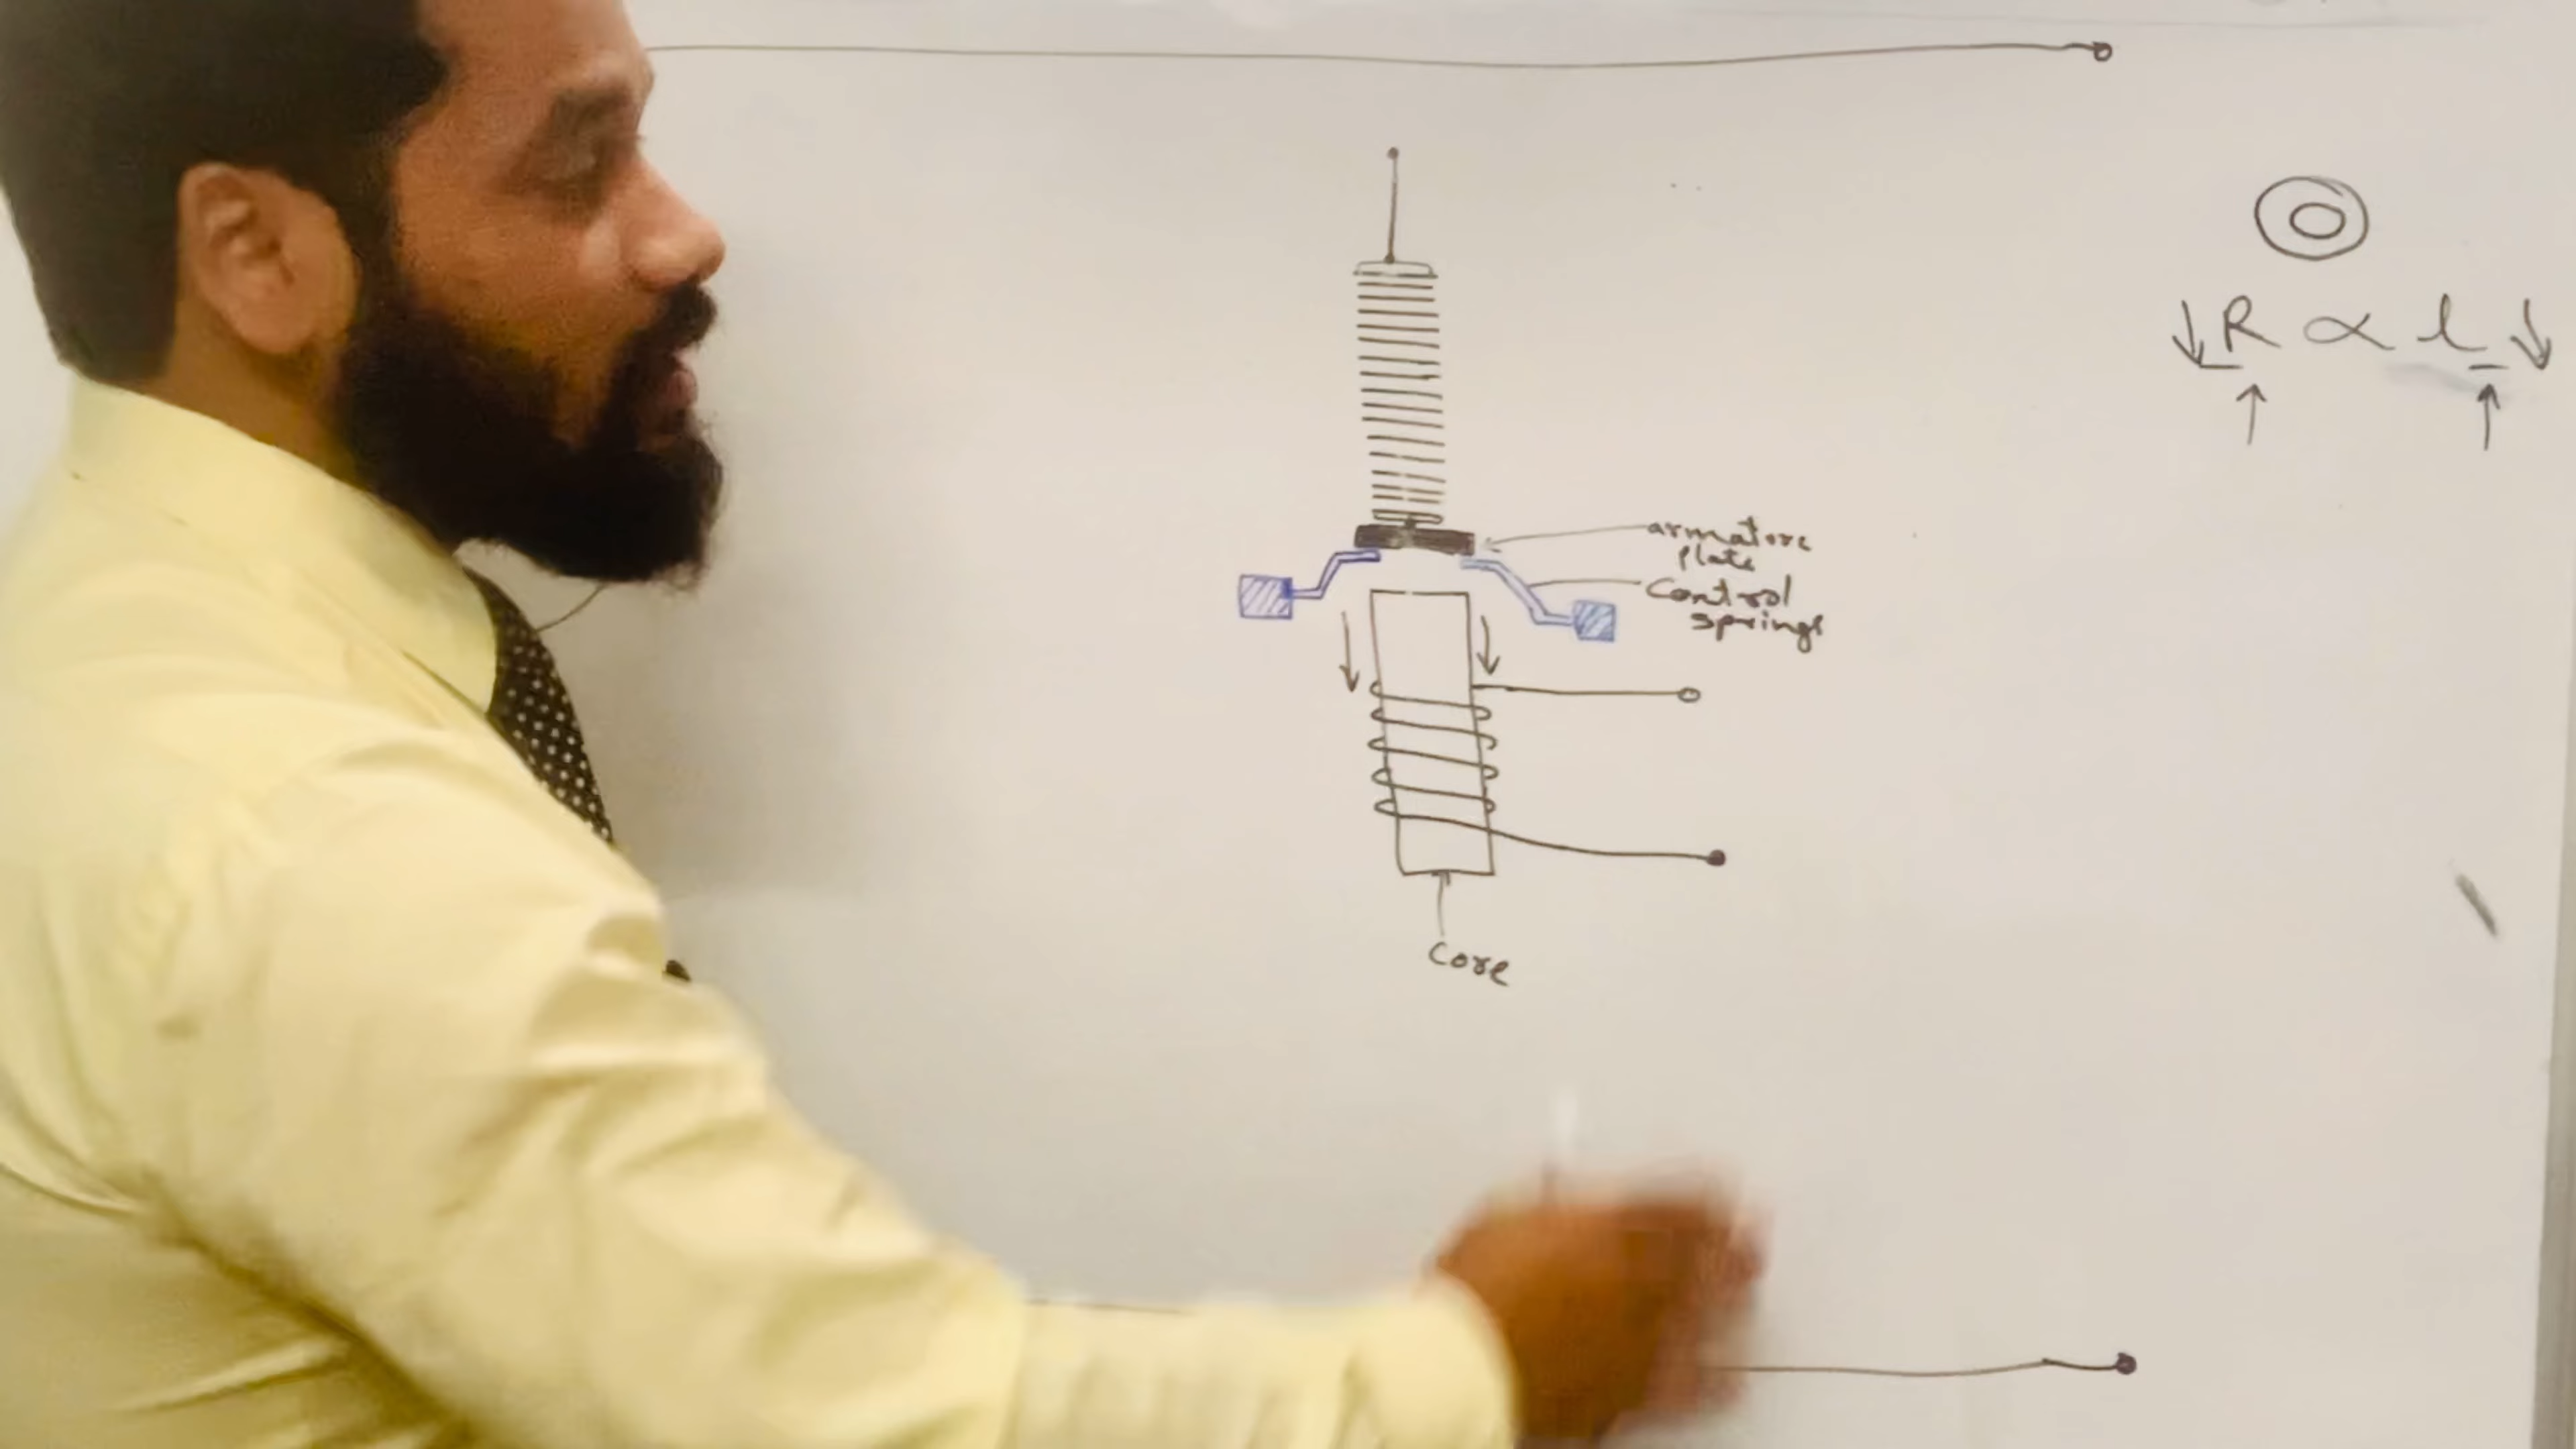 ↓R ∝ l↓
↑ ↑
armature
plate
Control
springs
Core